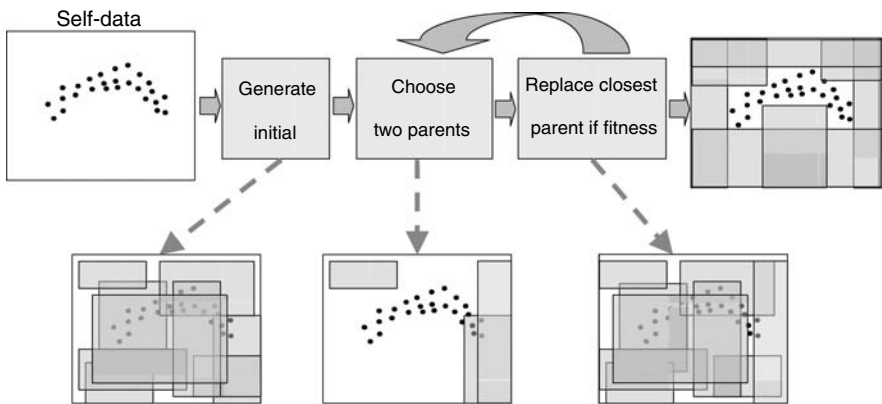 Self-data
Generate
initial
Choose
two parents
Replace closest
parent if fitness